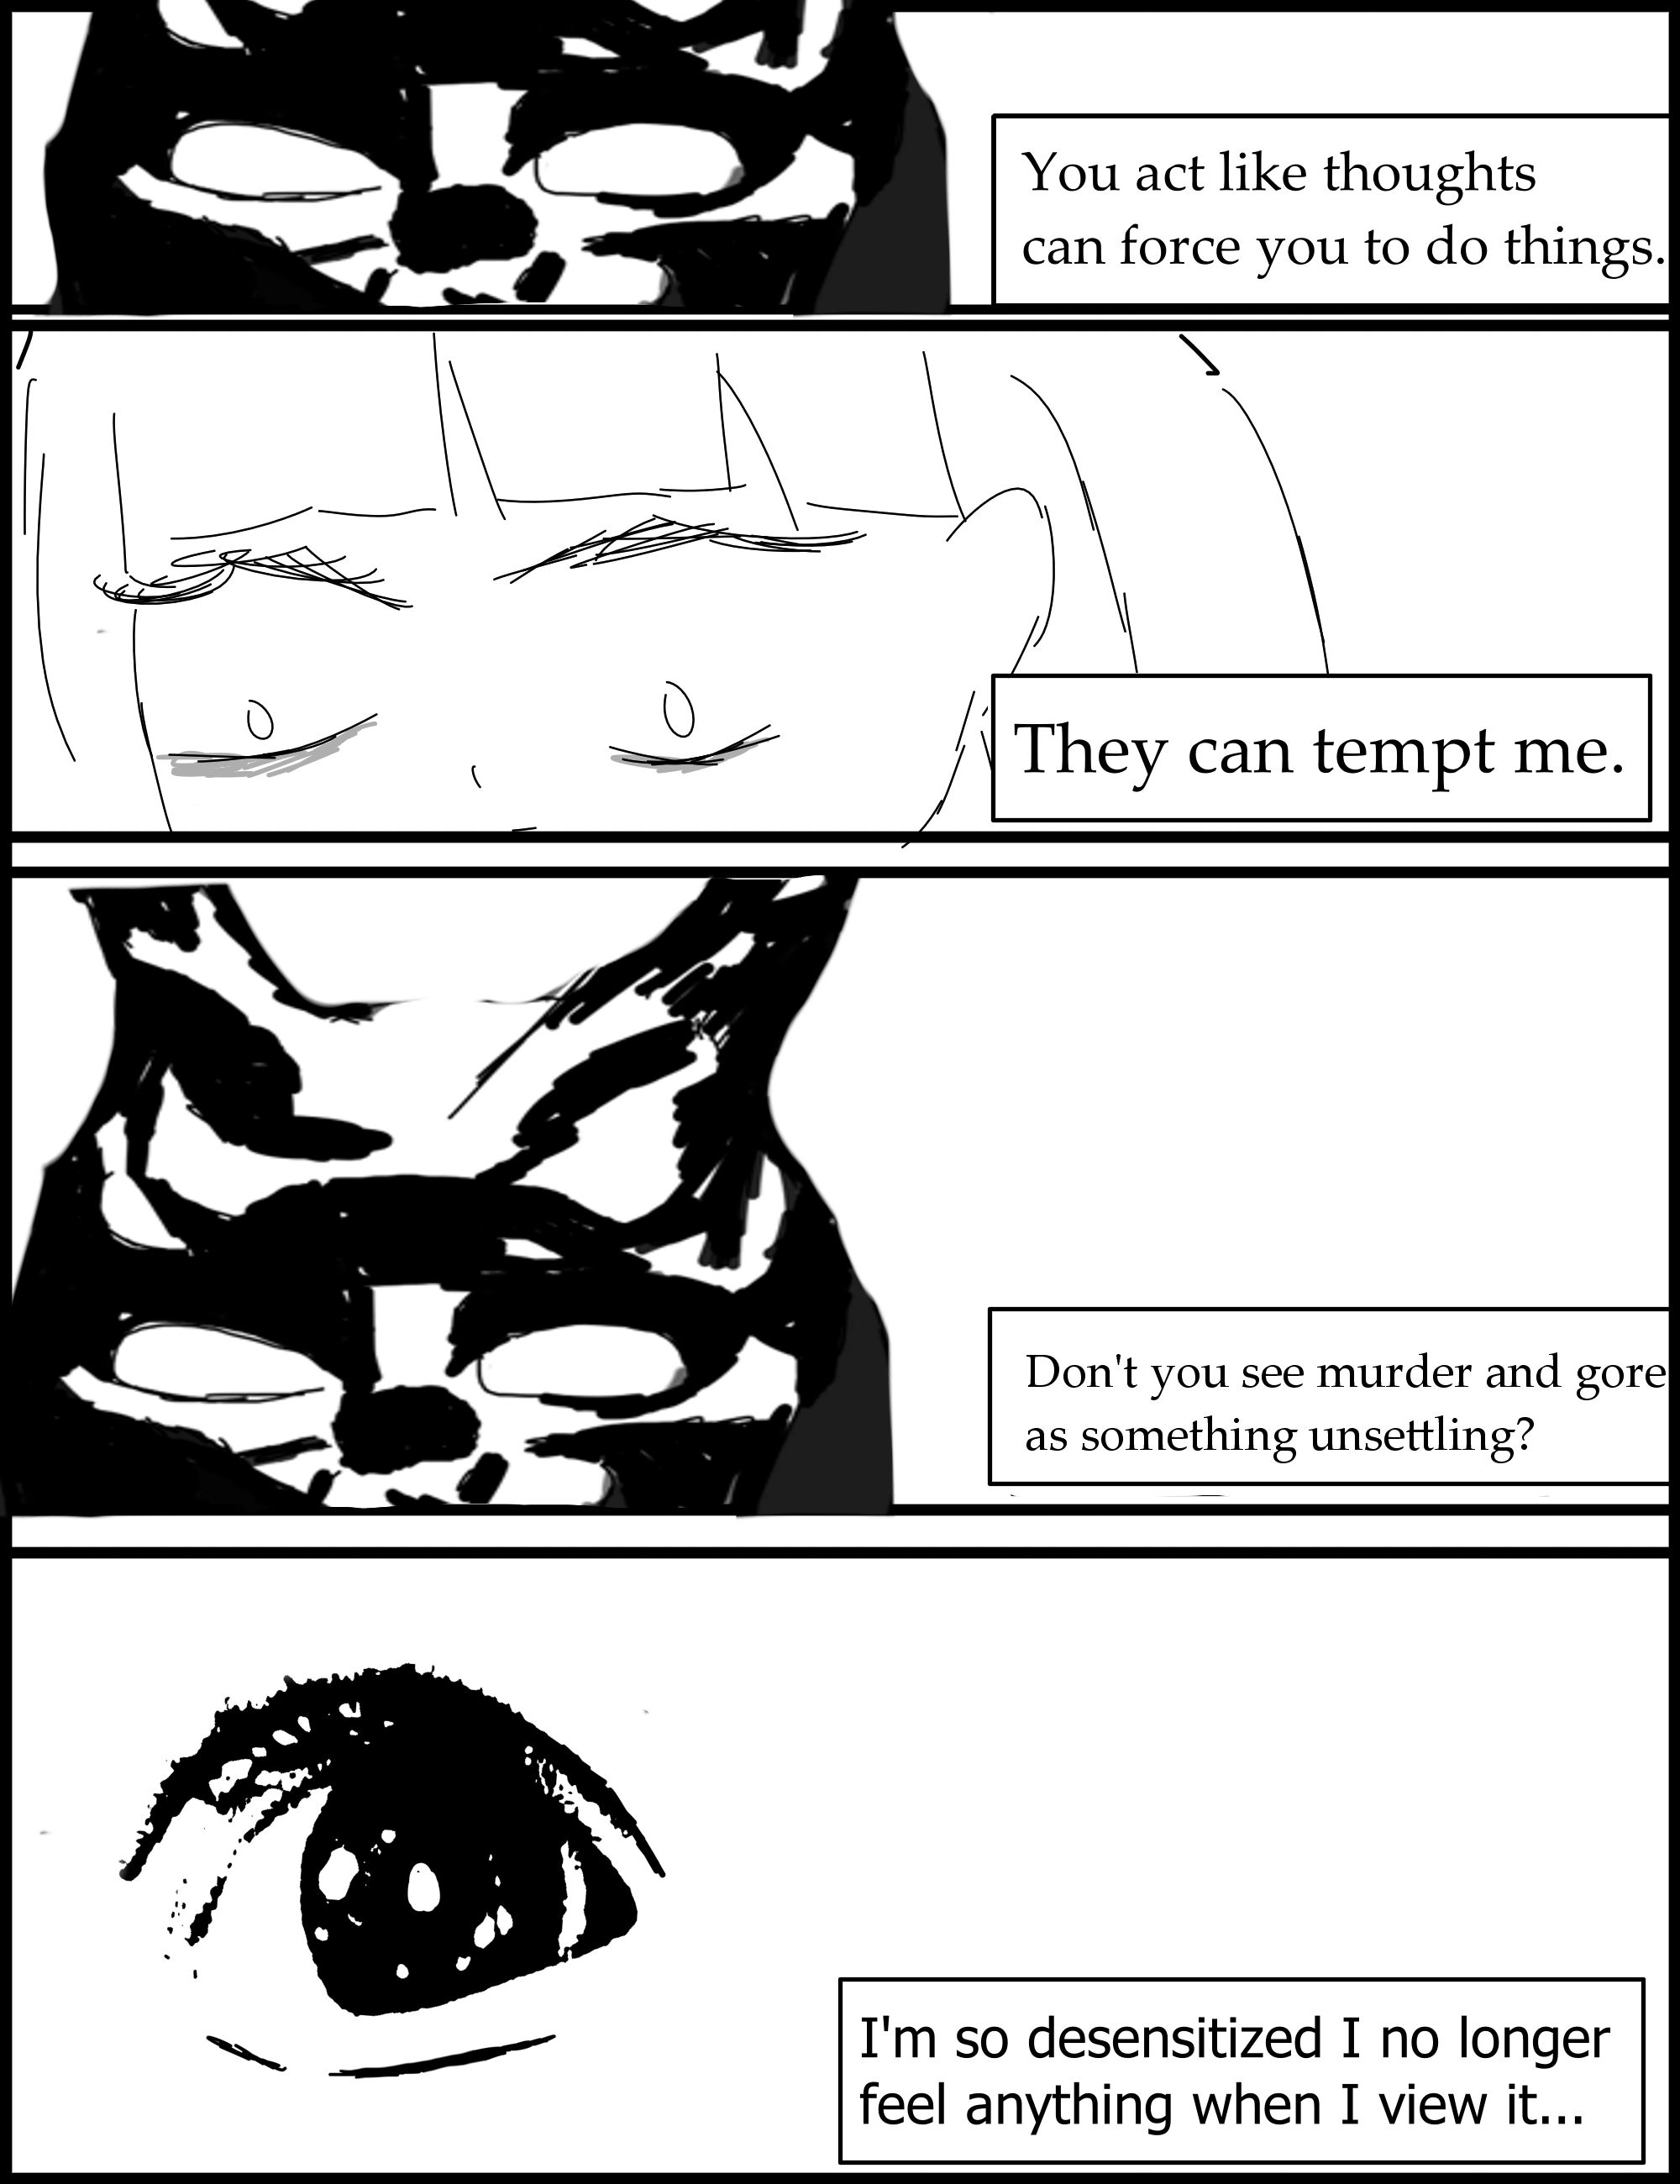 You act like thoughts
can force you to do things.
They can tempt me.
Don't you see murder and gore
as something unsettling?
I'm so desensitized I no longer
feel anything when I view it...